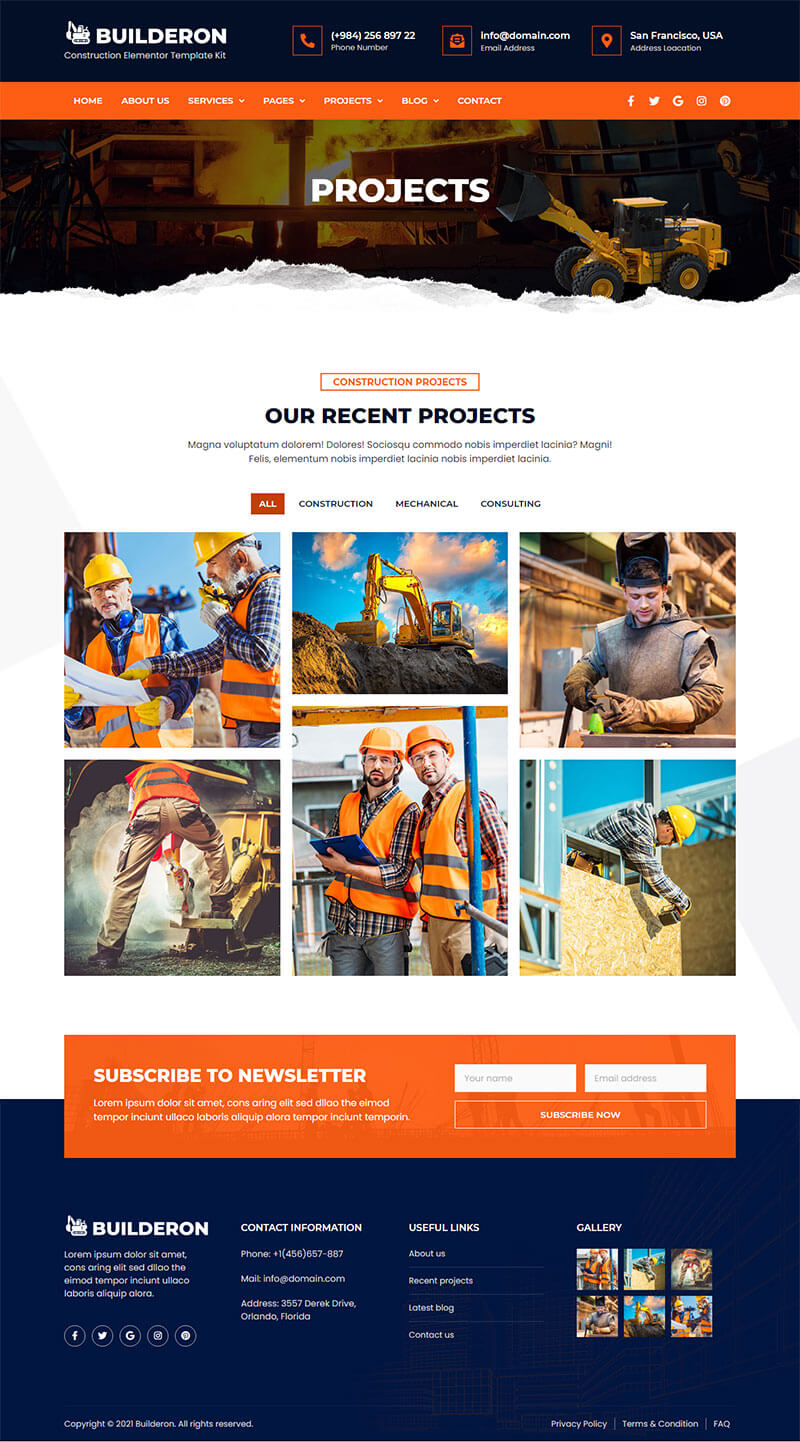 BUILDERON
Construction Elementor Template Kit
(+984) 256 897 22
Phone Number
info@domain.com
Email Address
San Francisco, USA
Address Loacation
HOME
ABOUT US
SERVICES
PAGES
PROJECTS
BLOG
CONTACT
PROJECTS
CONSTRUCTION PROJECTS
OUR RECENT PROJECTS
Magna voluptatum dolorem! Dolores! Sociosqu commodo nobis imperdiet lacinia? Magni!
Felis, elementum nobis imperdiet lacinia nobis imperdiet lacinia.
ALL
CONSTRUCTION
MECHANICAL
CONSULTING
SUBSCRIBE TO NEWSLETTER
Lorem ipsum dolor sit amet, cons aring elit sed dllao the eimod
tempor inciunt ullaco laboris aliquip alora tempor inciunt temporin.
Your name
Email address
SUBSCRIBE NOW
BUILDERON
Lorem ipsum dolor sit amet,
cons aring elit sed dllao the
eimod tempor inciunt ullaco
laboris aliquip alora.
CONTACT INFORMATION
Phone: +1(456)657-887
Mail: info@domain.com
Address: 3557 Derek Drive,
Orlando, Florida
USEFUL LINKS
About us
Recent projects
Latest blog
Contact us
GALLERY
Copyright © 2021 Builderon. All rights reserved.
Privacy Policy
Terms & Condition
FAQ